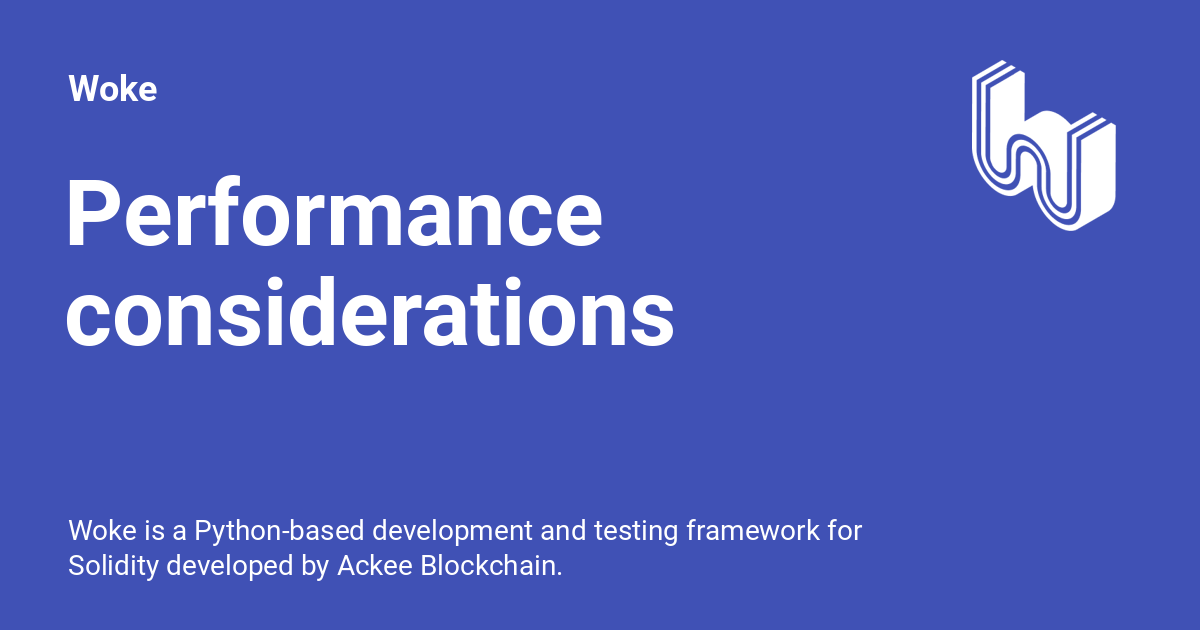 Woke
Performance
considerations
Woke is a Python-based development and testing framework for
Solidity developed by Ackee Blockchain.